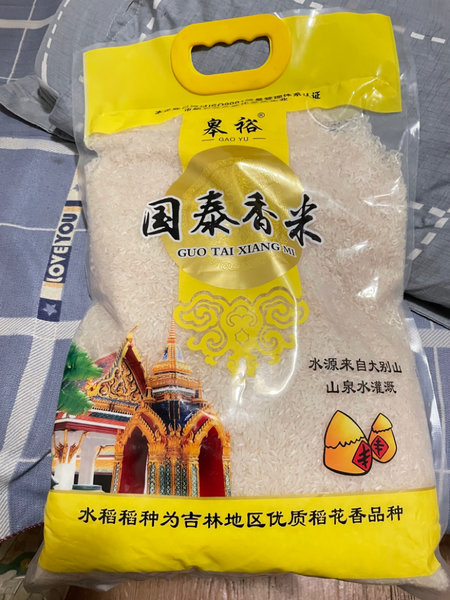 皋裕®
GAO YU
国泰香米
GUO TAI XIANG MI
水源来自大别山
山泉水灌溉
丰
丰
水稻稻种为吉林地区优质稻花香品种
I LOVE YOU